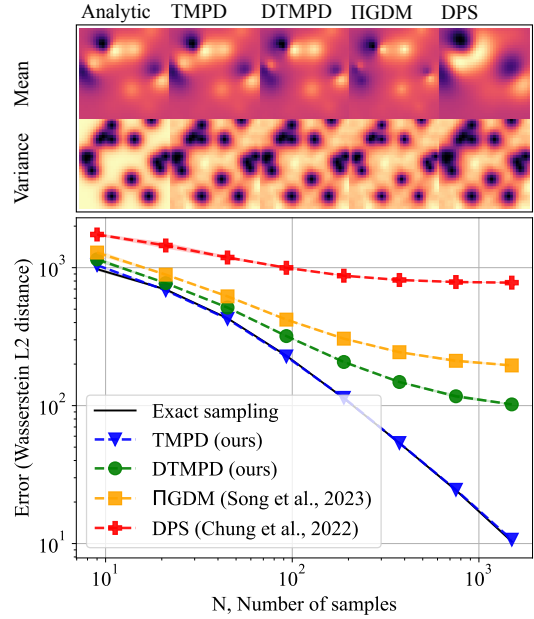 Analytic TMPD DTMPD ΠGDM DPS
Mean
Variance
Error (Wasserstein L2 distance)
10³
10²
10¹
Exact sampling
TMPD (ours)
DTMPD (ours)
ΠGDM (Song et al., 2023)
DPS (Chung et al., 2022)
10¹ 10² 10³
N, Number of samples